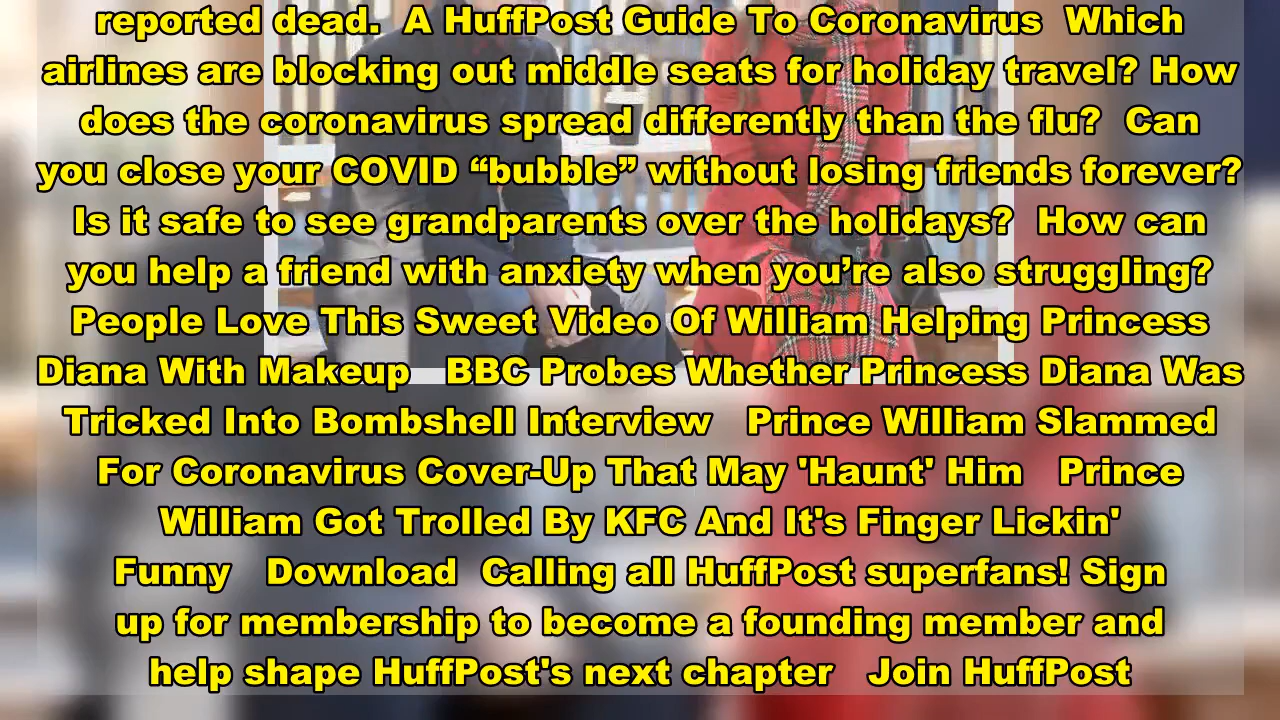 reported dead.  A HuffPost Guide To Coronavirus  Which
airlines are blocking out middle seats for holiday travel? How
does the coronavirus spread differently than the flu?  Can
you close your COVID “bubble” without losing friends forever?
Is it safe to see grandparents over the holidays?  How can
you help a friend with anxiety when you’re also struggling?
People Love This Sweet Video Of William Helping Princess
Diana With Makeup   BBC Probes Whether Princess Diana Was
Tricked Into Bombshell Interview   Prince William Slammed
For Coronavirus Cover-Up That May 'Haunt' Him   Prince
William Got Trolled By KFC And It's Finger Lickin'
Funny   Download  Calling all HuffPost superfans! Sign
up for membership to become a founding member and
help shape HuffPost's next chapter   Join HuffPost